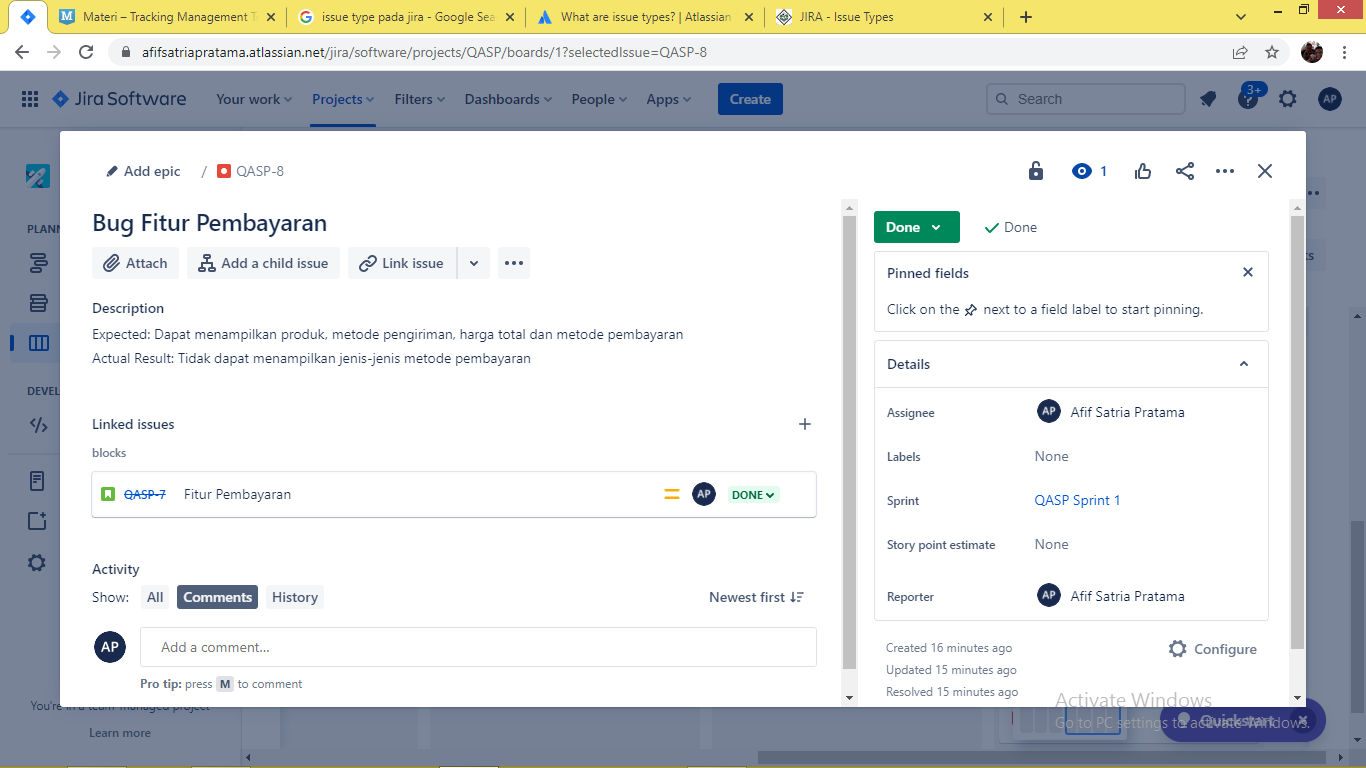 Materi – Tracking Management T
issue type pada jira - Google Sea
What are issue types? | Atlassian
JIRA - Issue Types
afifsatriapratama.atlassian.net/jira/software/projects/QASP/boards/1?selectedIssue=QASP-8
Jira Software
Your work
Projects
Filters
Dashboards
People
Apps
Create
Search
3+
AP
PLANN
DEVEL
Add epic / QASP-8
1
Bug Fitur Pembayaran
Attach
Add a child issue
Link issue
Description
Expected: Dapat menampilkan produk, metode pengiriman, harga total dan metode pembayaran
Actual Result: Tidak dapat menampilkan jenis-jenis metode pembayaran
Linked issues
blocks
QASP-7 Fitur Pembayaran AP DONE
Activity
Show: All Comments History Newest first
AP Add a comment…
Pro tip: press M to comment
Done
Done
Pinned fields
Click on the next to a field label to start pinning.
Details
Assignee AP Afif Satria Pratama
Labels None
Sprint QASP Sprint 1
Story point estimate None
Reporter AP Afif Satria Pratama
Created 16 minutes ago
Configure
Updated 15 minutes ago
Resolved 15 minutes ago
You're in a team-managed project
Learn more
Quickstart
Activate Windows
Go to PC settings to activate Windows.